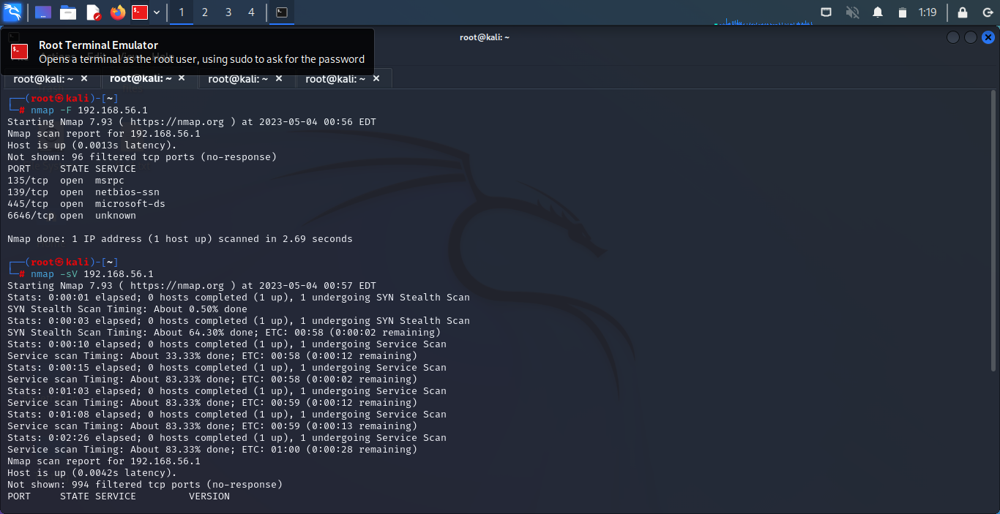 1 2 3 4 1:19
root@kali: ~
Root Terminal Emulator
Opens a terminal as the root user, using sudo to ask for the password
Actions Edit View Help
root@kali: ~ × root@kali: ~ × root@kali: ~ × root@kali: ~ ×
┌──(root㉿kali)-[~]
└─# nmap -F 192.168.56.1
Starting Nmap 7.93 ( https://nmap.org ) at 2023-05-04 00:56 EDT
Nmap scan report for 192.168.56.1
Host is up (0.0013s latency).
Not shown: 96 filtered tcp ports (no-response)
PORT     STATE SERVICE
135/tcp  open  msrpc
139/tcp  open  netbios-ssn
445/tcp  open  microsoft-ds
6646/tcp open  unknown
Nmap done: 1 IP address (1 host up) scanned in 2.69 seconds
┌──(root㉿kali)-[~]
└─# nmap -sV 192.168.56.1
Starting Nmap 7.93 ( https://nmap.org ) at 2023-05-04 00:57 EDT
Stats: 0:00:01 elapsed; 0 hosts completed (1 up), 1 undergoing SYN Stealth Scan
SYN Stealth Scan Timing: About 0.50% done
Stats: 0:00:03 elapsed; 0 hosts completed (1 up), 1 undergoing SYN Stealth Scan
SYN Stealth Scan Timing: About 64.30% done; ETC: 00:58 (0:00:02 remaining)
Stats: 0:00:10 elapsed; 0 hosts completed (1 up), 1 undergoing Service Scan
Service scan Timing: About 33.33% done; ETC: 00:58 (0:00:12 remaining)
Stats: 0:00:15 elapsed; 0 hosts completed (1 up), 1 undergoing Service Scan
Service scan Timing: About 83.33% done; ETC: 00:58 (0:00:02 remaining)
Stats: 0:01:03 elapsed; 0 hosts completed (1 up), 1 undergoing Service Scan
Service scan Timing: About 83.33% done; ETC: 00:59 (0:00:12 remaining)
Stats: 0:01:08 elapsed; 0 hosts completed (1 up), 1 undergoing Service Scan
Service scan Timing: About 83.33% done; ETC: 00:59 (0:00:13 remaining)
Stats: 0:02:26 elapsed; 0 hosts completed (1 up), 1 undergoing Service Scan
Service scan Timing: About 83.33% done; ETC: 01:00 (0:00:28 remaining)
Nmap scan report for 192.168.56.1
Host is up (0.0042s latency).
Not shown: 994 filtered tcp ports (no-response)
PORT     STATE SERVICE         VERSION